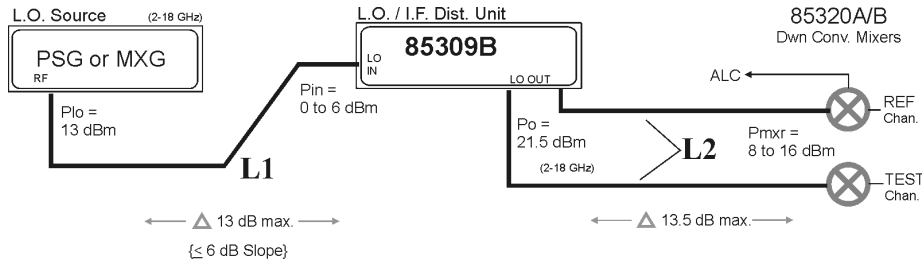 L.O. Source (2-18 GHz)
PSG or MXG
RF
Plo =
13 dBm
L1
Pin =
0 to 6 dBm
L.O. / I.F. Dist. Unit
85309B
LO
IN
LO OUT
Po =
21.5 dBm
(2-18 GHz)
L2
85320A/B
Dwn Conv. Mixers
ALC
REF
Chan.
Pmxr =
8 to 16 dBm
TEST
Chan.
△ 13 dB max.
{≤ 6 dB Slope}
△ 13.5 dB max.